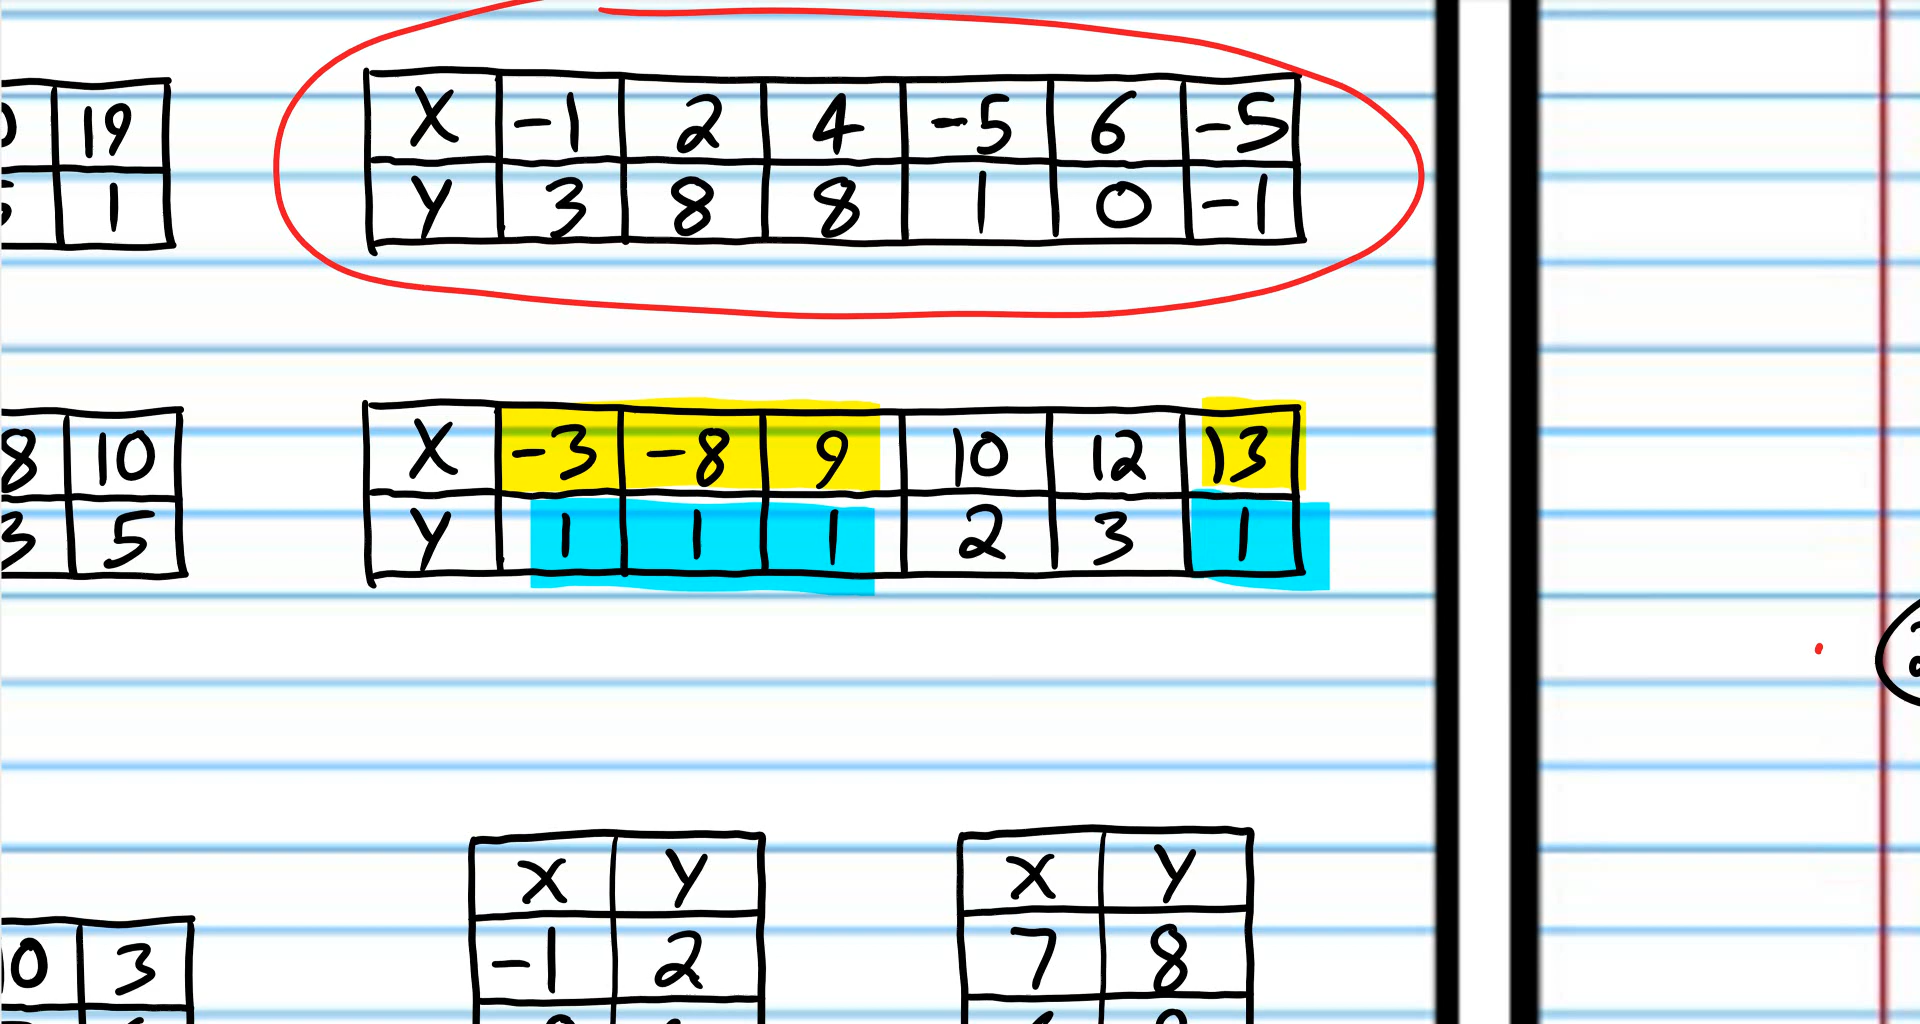 19 X -1 2 4 -5 6 -5
1 Y 3 8 8 1 0 -1
8 10 X -3 -8 9 10 12 13
3 5 Y 1 1 1 2 3 1
X Y X Y
0 3 -1 2 7 8